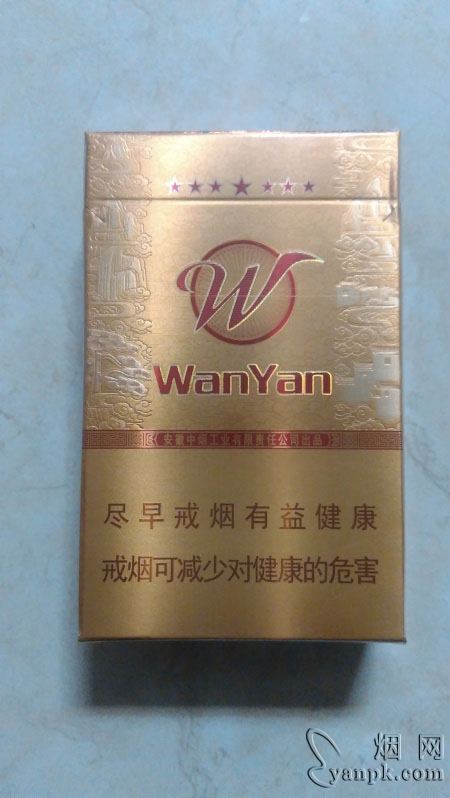 W
WanYan
安徽中烟工业有限责任公司出品
尽早戒烟有益健康
戒烟可减少对健康的危害
烟网
yanpk.com